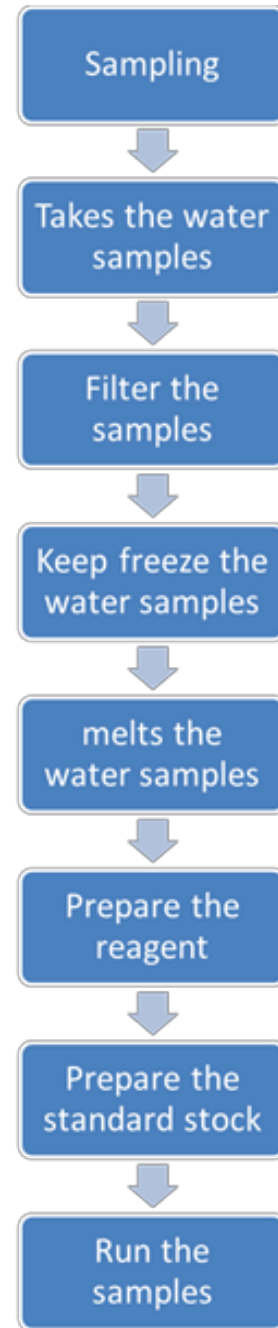 Sampling
Takes the water
samples
Filter the
samples
Keep freeze the
water samples
melts the
water samples
Prepare the
reagent
Prepare the
standard stock
Run the
samples